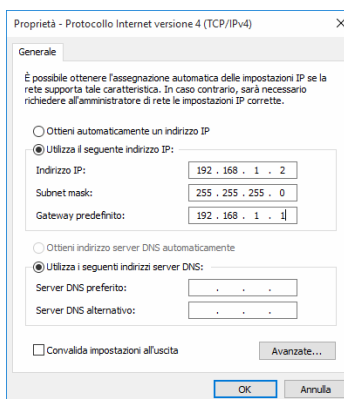 Proprietà - Protocollo Internet versione 4 (TCP/IPv4)
Generale
È possibile ottenere l'assegnazione automatica delle impostazioni IP se la
rete supporta tale caratteristica. In caso contrario, sarà necessario
richiedere all'amministratore di rete le impostazioni IP corrette.
Ottieni automaticamente un indirizzo IP
Utilizza il seguente indirizzo IP:
Indirizzo IP: 192 . 168 . 1 . 2
Subnet mask: 255 . 255 . 255 . 0
Gateway predefinito: 192 . 168 . 1 . 1
Ottieni indirizzo server DNS automaticamente
Utilizza i seguenti indirizzi server DNS:
Server DNS preferito: . . .
Server DNS alternativo: . . .
Convalida impostazioni all'uscita Avanzate...
OK Annulla